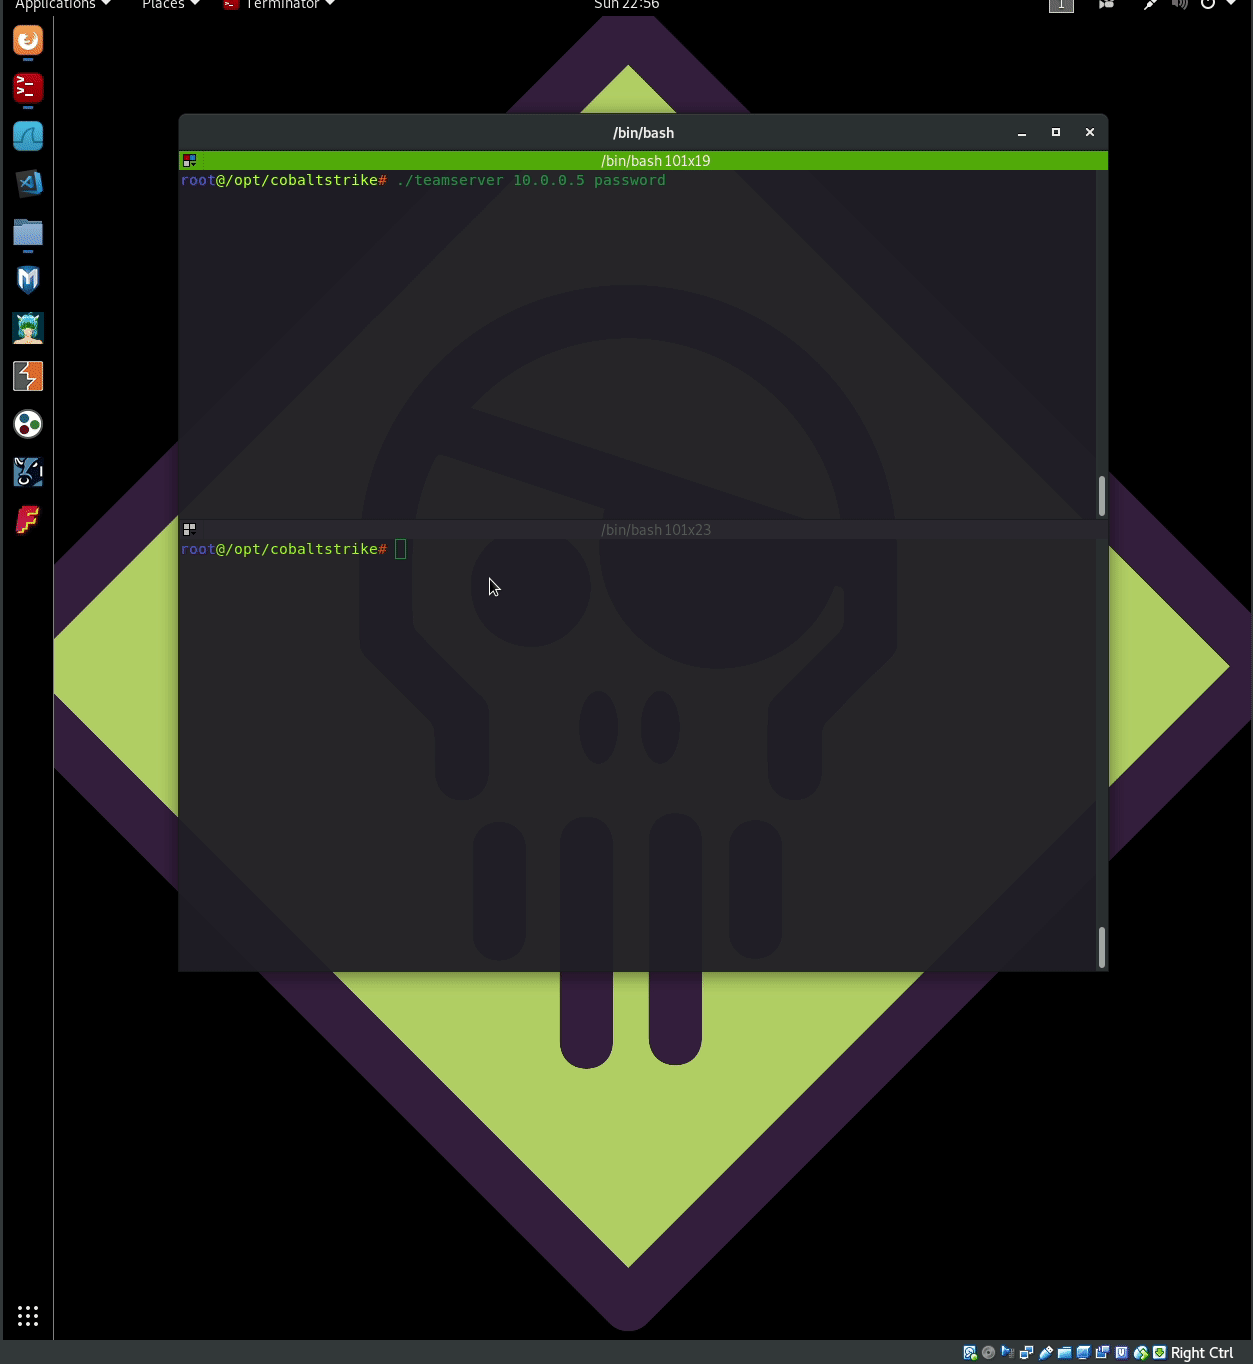 Applications Places Terminator Sun 22:56 1
/bin/bash
/bin/bash 101x19
root@/opt/cobaltstrike# ./teamserver 10.0.0.5 password
/bin/bash 101x23
root@/opt/cobaltstrike#
Right Ctrl